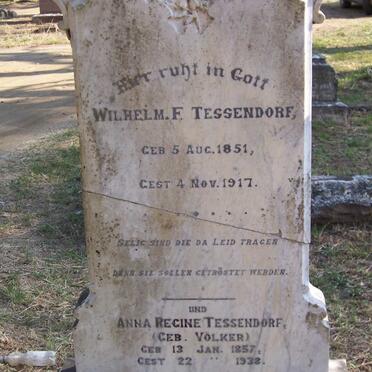 Hier ruht in Gott
WILHELM. F. TESSENDORF,
GEB 5 AUG. 1851,
GEST 4 NOV. 1917.
SELIG SIND DIE DA LEID TRAGEN
DENN SIE SOLLEN GETRÖSTET WERDEN.
UND
ANNA REGINE TESSENDORF,
(GEB. VÖLKER)
GEB 13 JAN. 1857,
GEST 22 " 1938.